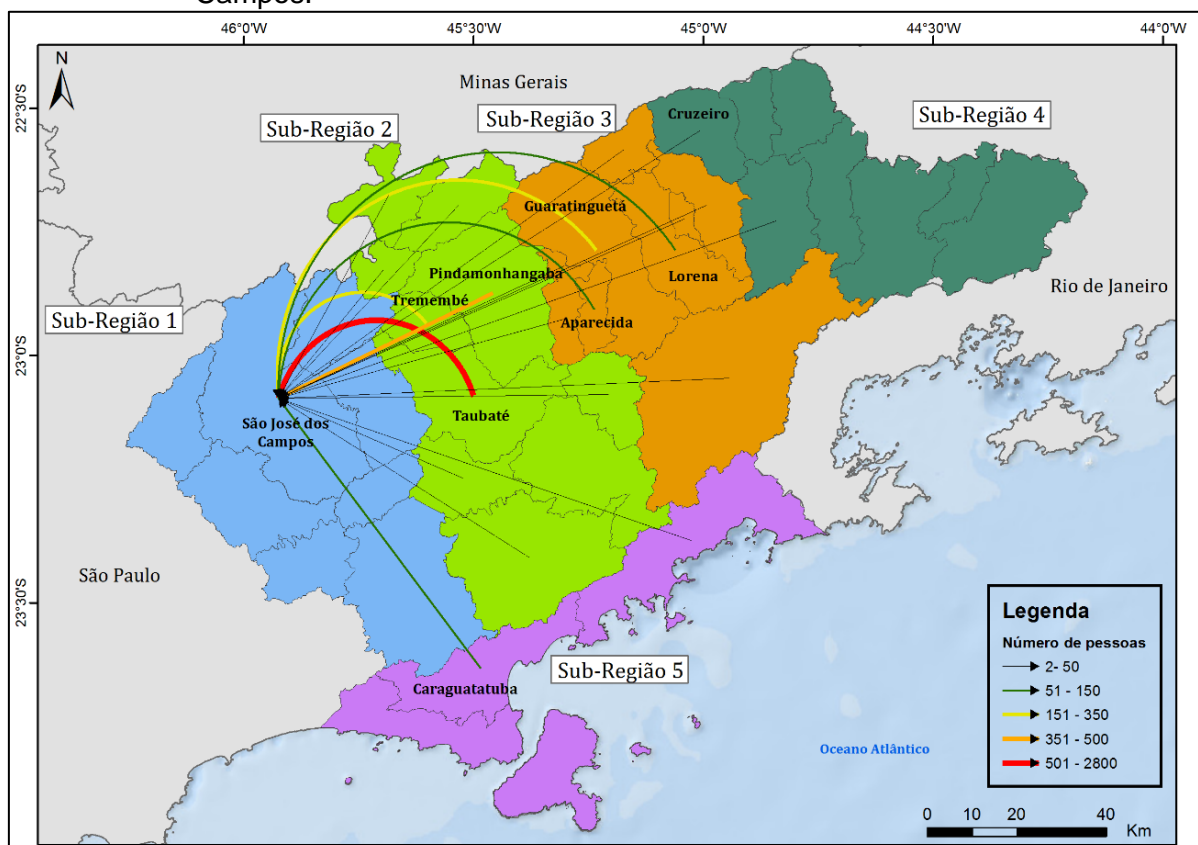 Campos.
46°0'W
45°30'W
45°0'W
44°30'W
44°0'W
22°30'S
23°0'S
23°30'S
N
Minas Gerais
Sub-Região 2
Sub-Região 3
Cruzeiro
Sub-Região 4
Guaratinguetá
Pindamonhangaba
Lorena
Tremembé
Rio de Janeiro
Sub-Região 1
Aparecida
São José dos
Campos
Taubaté
São Paulo
Sub-Região 5
Caraguatatuba
Oceano Atlântico
Legenda
Número de pessoas
2- 50
51 - 150
151 - 350
351 - 500
501 - 2800
0 10 20 40
Km